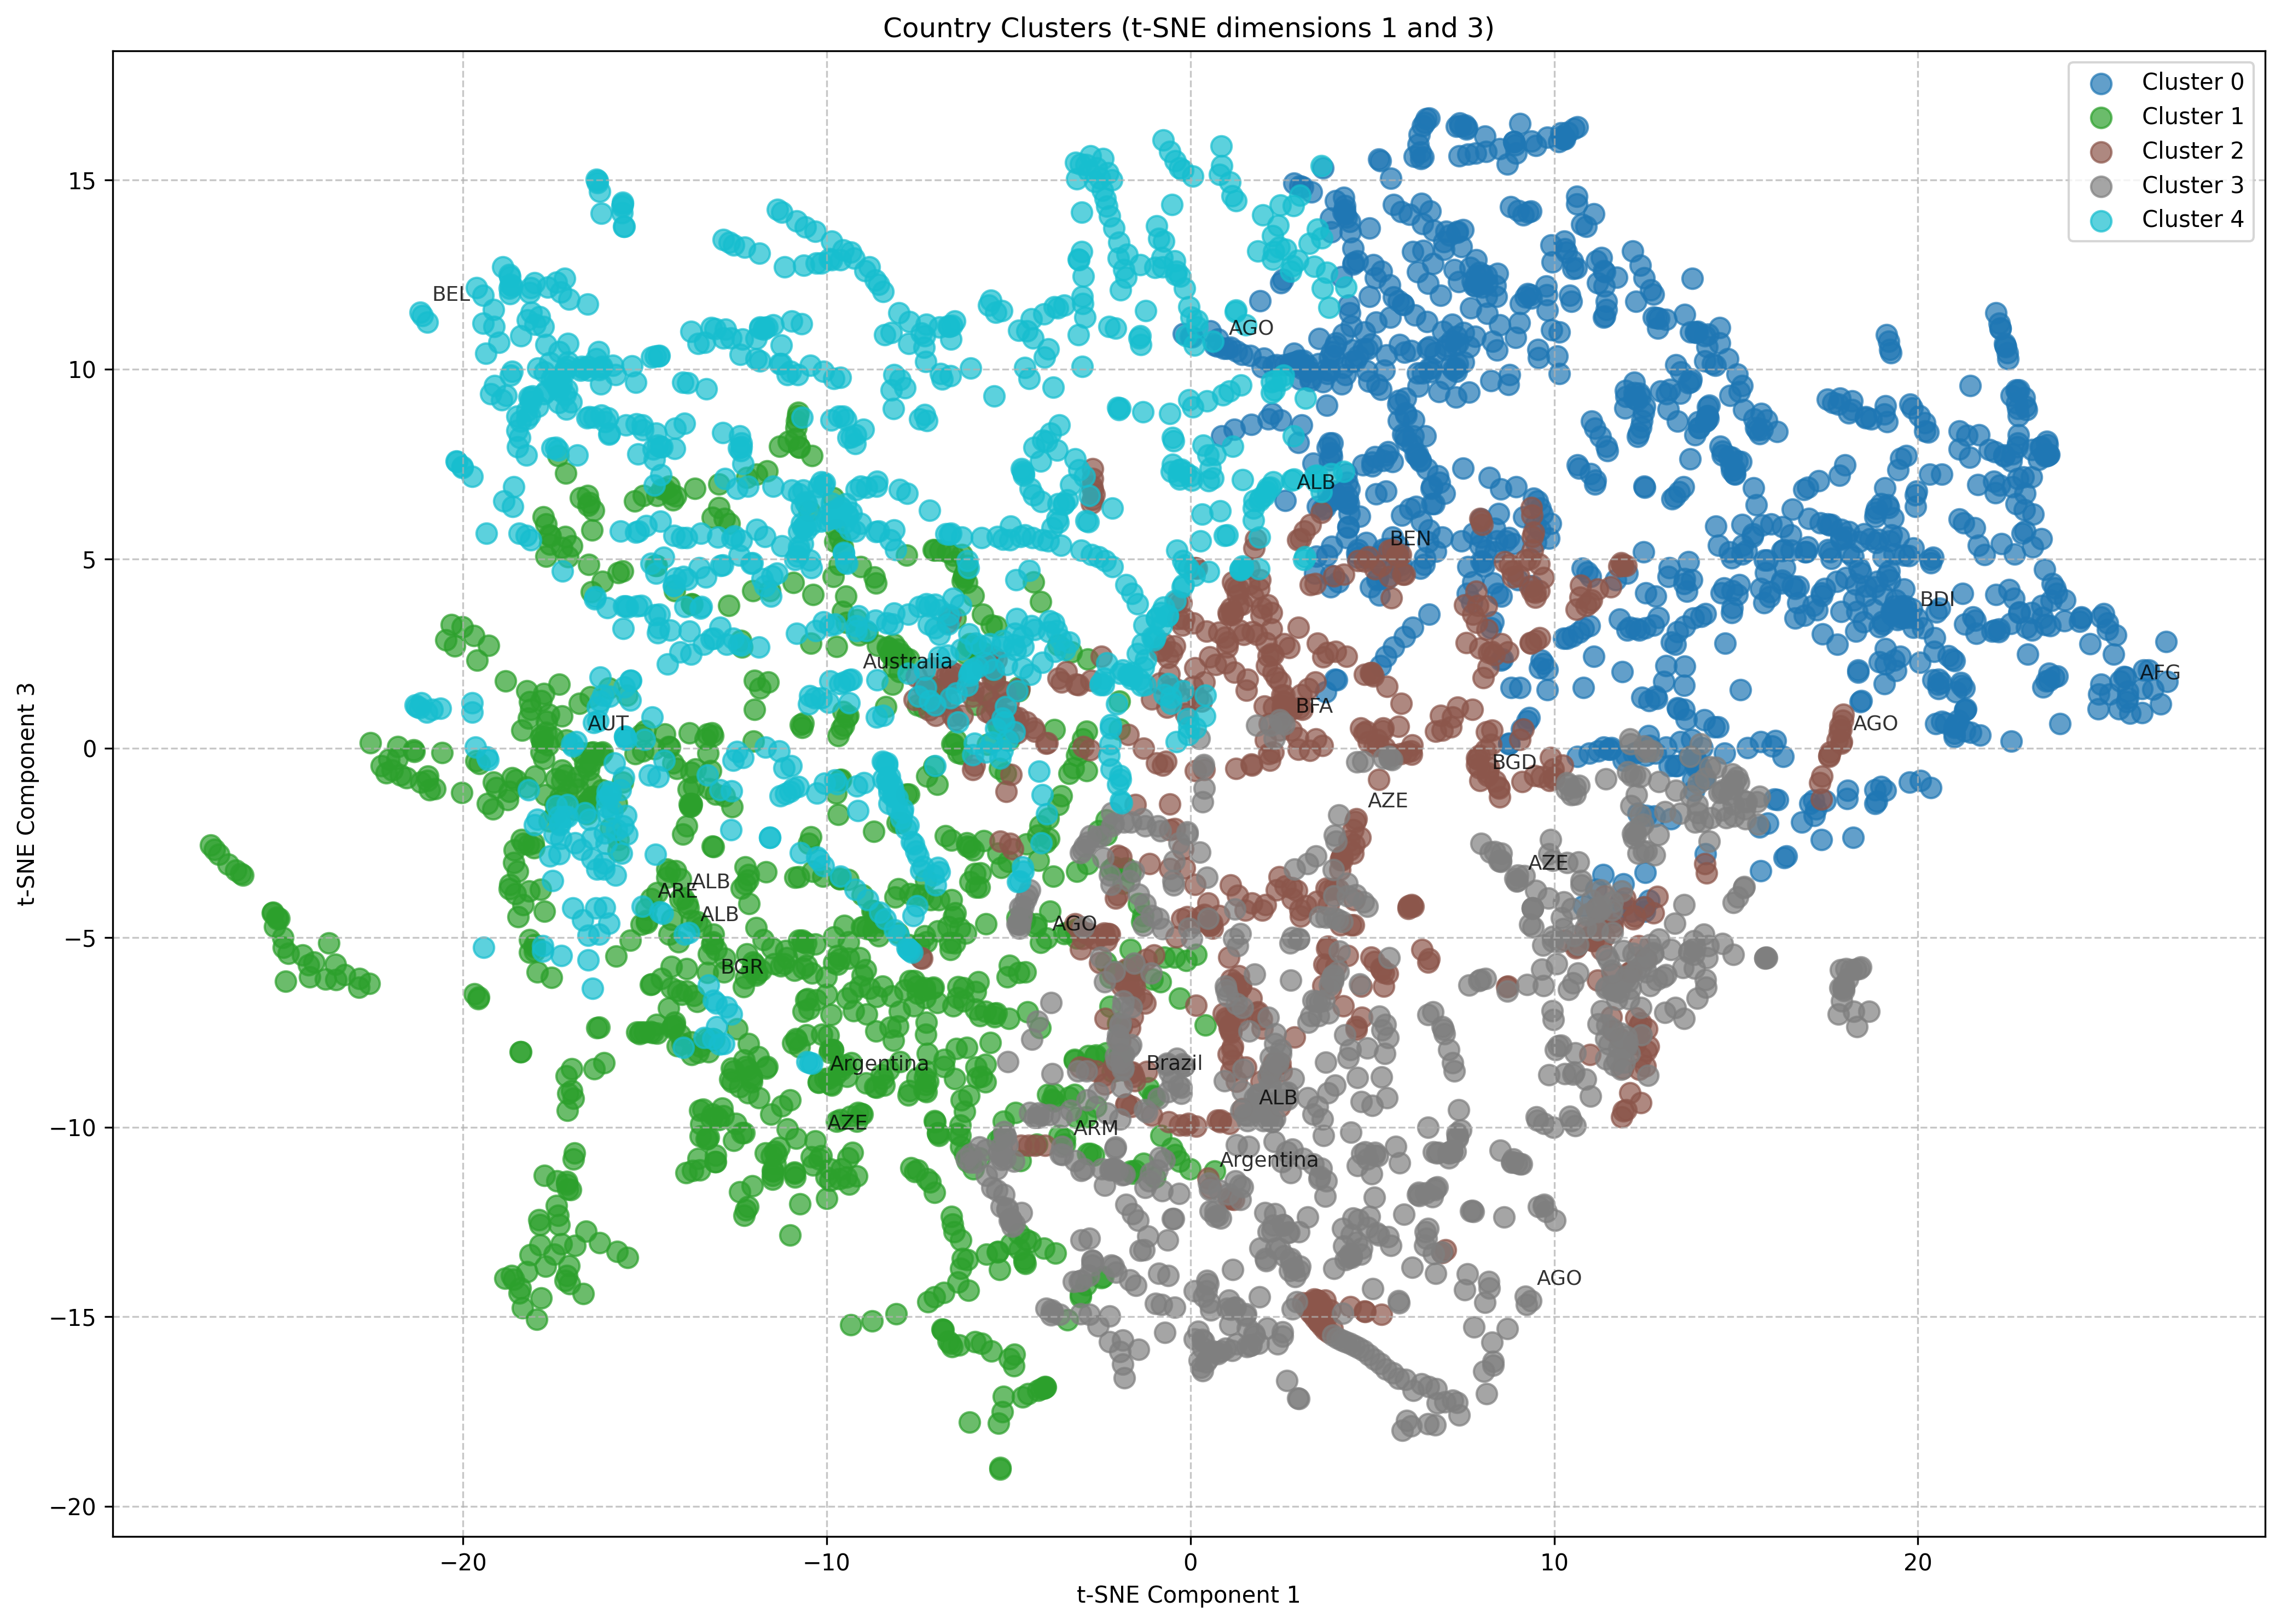 Country Clusters (t-SNE dimensions 1 and 3)
Cluster 0
Cluster 1
Cluster 2
Cluster 3
Cluster 4
15
10
5
0
−5
−10
−15
−20
t-SNE Component 3
BEL
AGO
ALB
BEN
BDI
Australia
AFG
AUT
BFA
AGO
BGD
AZE
AZE
ALB
ARE
ALB
AGO
BGR
Argentina
Brazil
ALB
AZE
ARM
Argentina
AGO
−20
−10
0
10
20
t-SNE Component 1